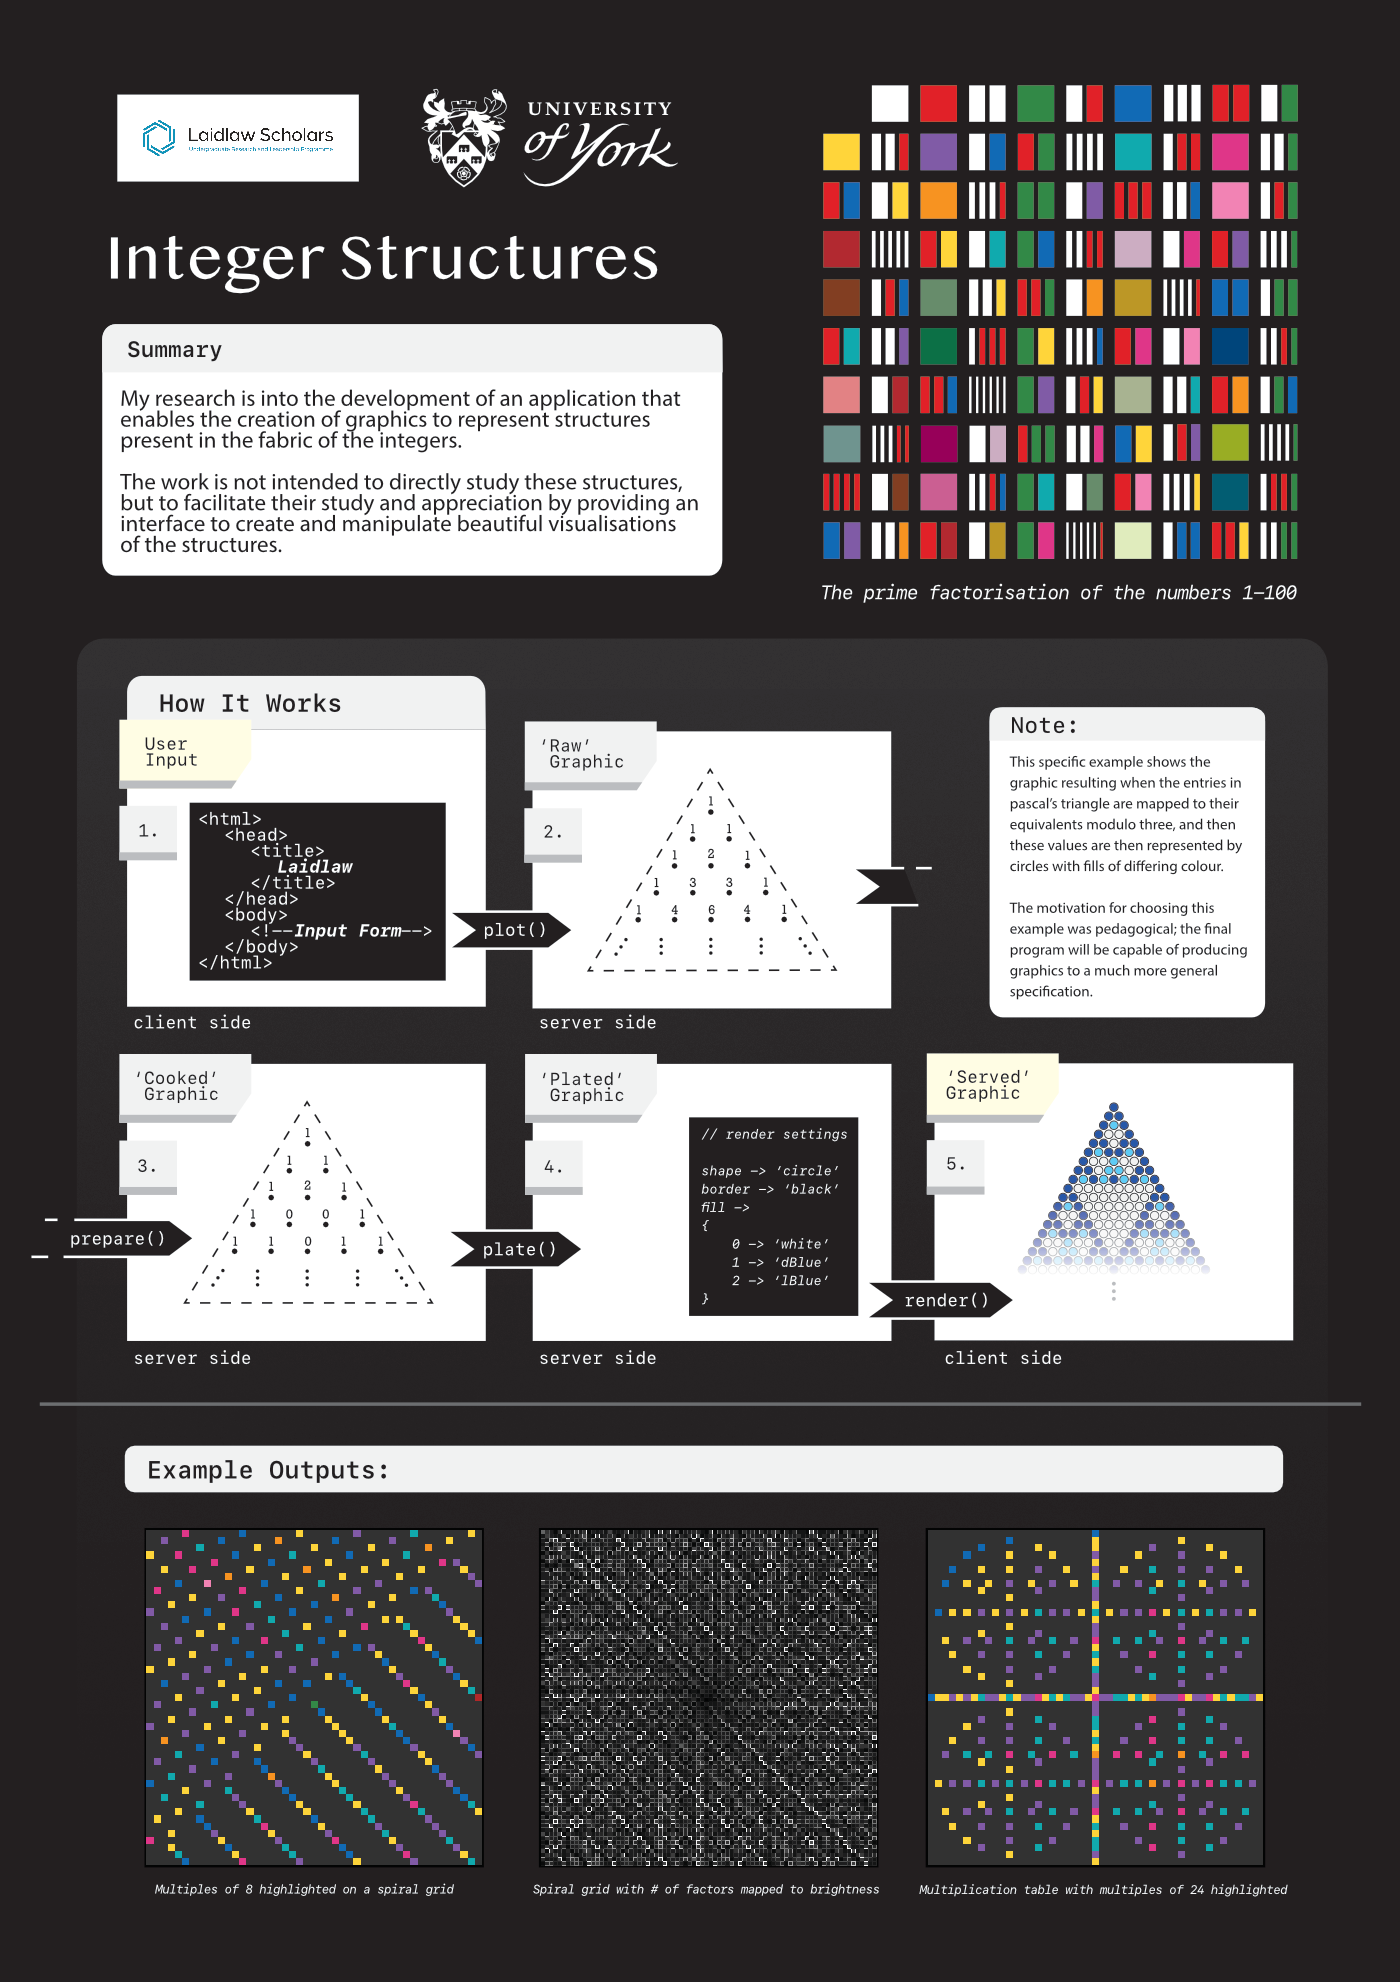 Laidlaw Scholars
Undergraduate Research and Leadership Programme
UNIVERSITY
of York
Integer Structures
Summary
My research is into the development of an application that
enables the creation of graphics to represent structures
present in the fabric of the integers.
The work is not intended to directly study these structures,
but to facilitate their study and appreciation by providing an
interface to create and manipulate beautiful visualisations
of the structures.
The prime factorisation of the numbers 1–100
How It Works
User
Input
1.
<html>
<head>
<title>
Laidlaw
</title>
</head>
<body>
<!––Input Form––>
</body>
</html>
client side
plot()
‘Raw’
Graphic
2.
1
1 1
1 2 1
1 3 3 1
1 4 6 4 1
server side
Note:
This specific example shows the
graphic resulting when the entries in
pascal's triangle are mapped to their
equivalents modulo three, and then
these values are then represented by
circles with fills of differing colour.
The motivation for choosing this
example was pedagogical; the final
program will be capable of producing
graphics to a much more general
specification.
prepare()
‘Cooked’
Graphic
3.
1
1 1
1 2 1
1 0 0 1
1 1 0 1 1
server side
plate()
‘Plated’
Graphic
4.
// render settings
shape –> ‘circle’
border –> ‘black’
fill –>
{
0 –> ‘white’
1 –> ‘dBlue’
2 –> ‘lBlue’
}
server side
render()
‘Served’
Graphic
5.
client side
Example Outputs:
Multiples of 8 highlighted on a spiral grid
Spiral grid with # of factors mapped to brightness
Multiplication table with multiples of 24 highlighted